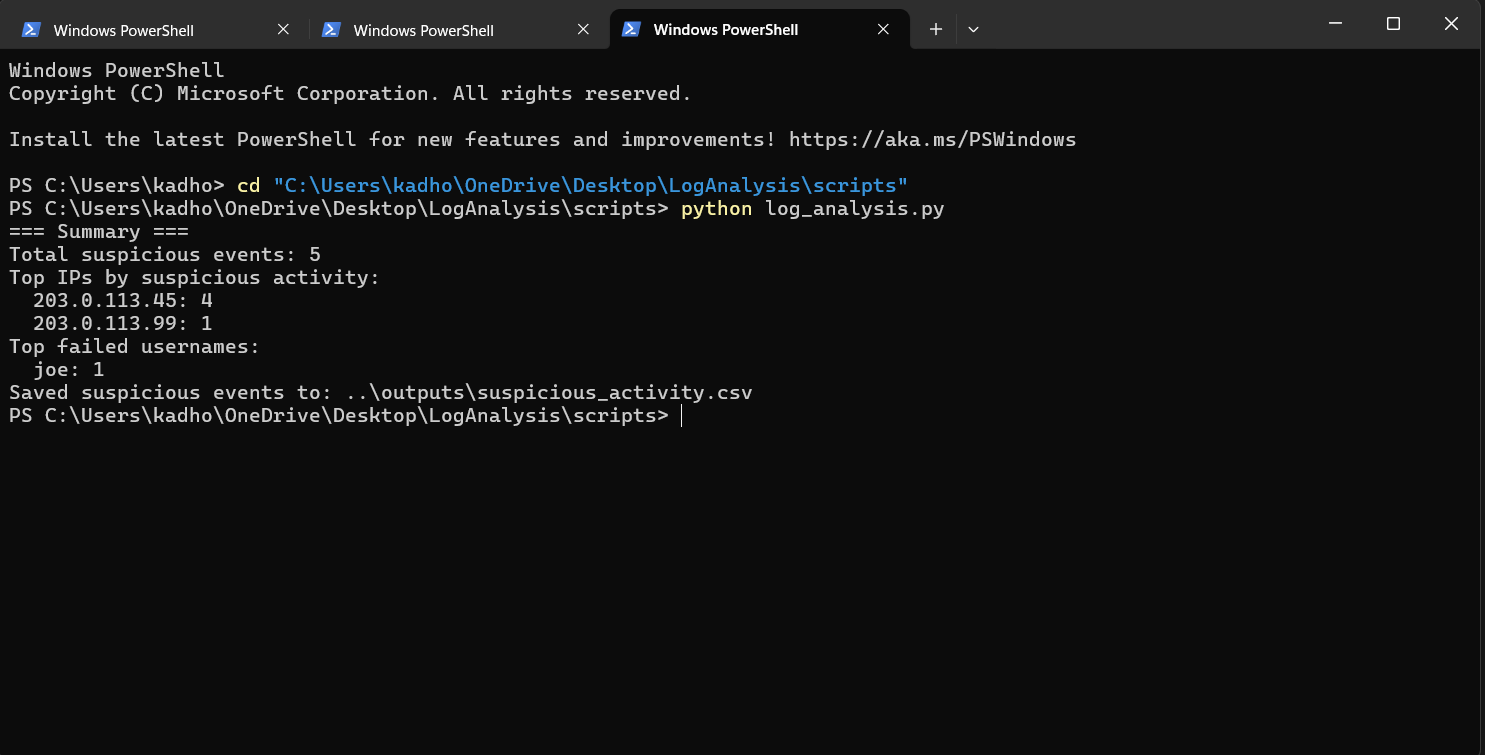 Windows PowerShell
Windows PowerShell
Windows PowerShell
Windows PowerShell
Copyright (C) Microsoft Corporation. All rights reserved.
Install the latest PowerShell for new features and improvements! https://aka.ms/PSWindows
PS C:\Users\kadho> cd "C:\Users\kadho\OneDrive\Desktop\LogAnalysis\scripts"
PS C:\Users\kadho\OneDrive\Desktop\LogAnalysis\scripts> python log_analysis.py
=== Summary ===
Total suspicious events: 5
Top IPs by suspicious activity:
  203.0.113.45: 4
  203.0.113.99: 1
Top failed usernames:
  joe: 1
Saved suspicious events to: ..\outputs\suspicious_activity.csv
PS C:\Users\kadho\OneDrive\Desktop\LogAnalysis\scripts>